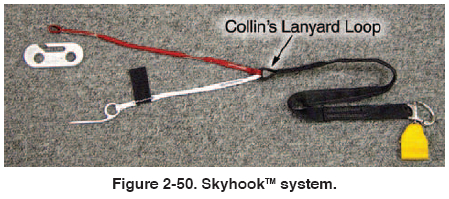 Collin's Lanyard Loop
Figure 2-50. Skyhook™ system.